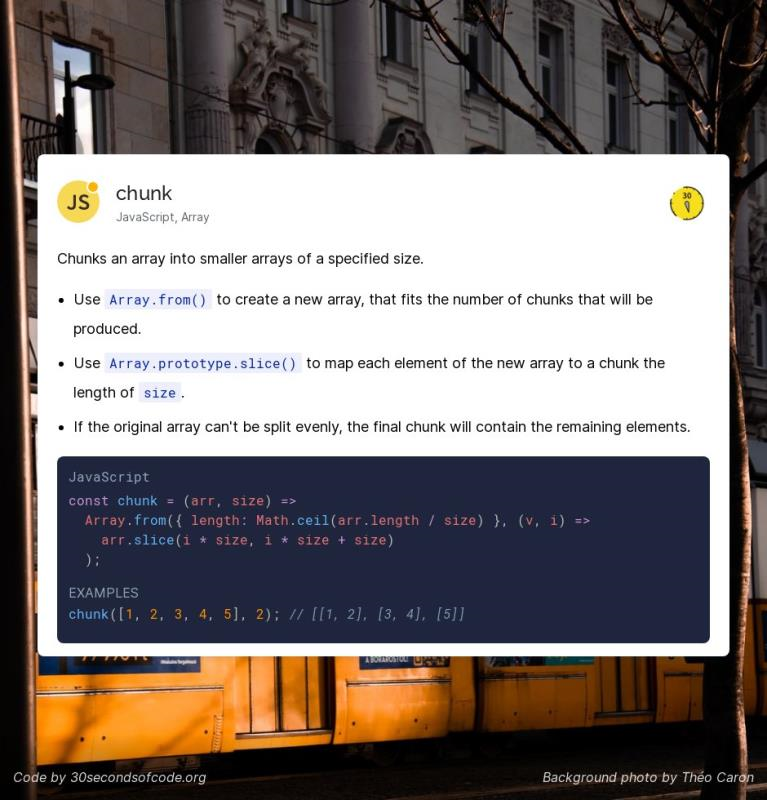 JS
chunk
JavaScript, Array
30
Chunks an array into smaller arrays of a specified size.
• Use Array.from() to create a new array, that fits the number of chunks that will be
produced.
• Use Array.prototype.slice() to map each element of the new array to a chunk the
length of size.
• If the original array can't be split evenly, the final chunk will contain the remaining elements.
JavaScript
const chunk = (arr, size) =>
  Array.from({ length: Math.ceil(arr.length / size) }, (v, i) =>
    arr.slice(i * size, i * size + size)
  );
EXAMPLES
chunk([1, 2, 3, 4, 5], 2); // [[1, 2], [3, 4], [5]]
A BORÁROSTÓL!
Code by 30secondsofcode.org
Background photo by Théo Caron